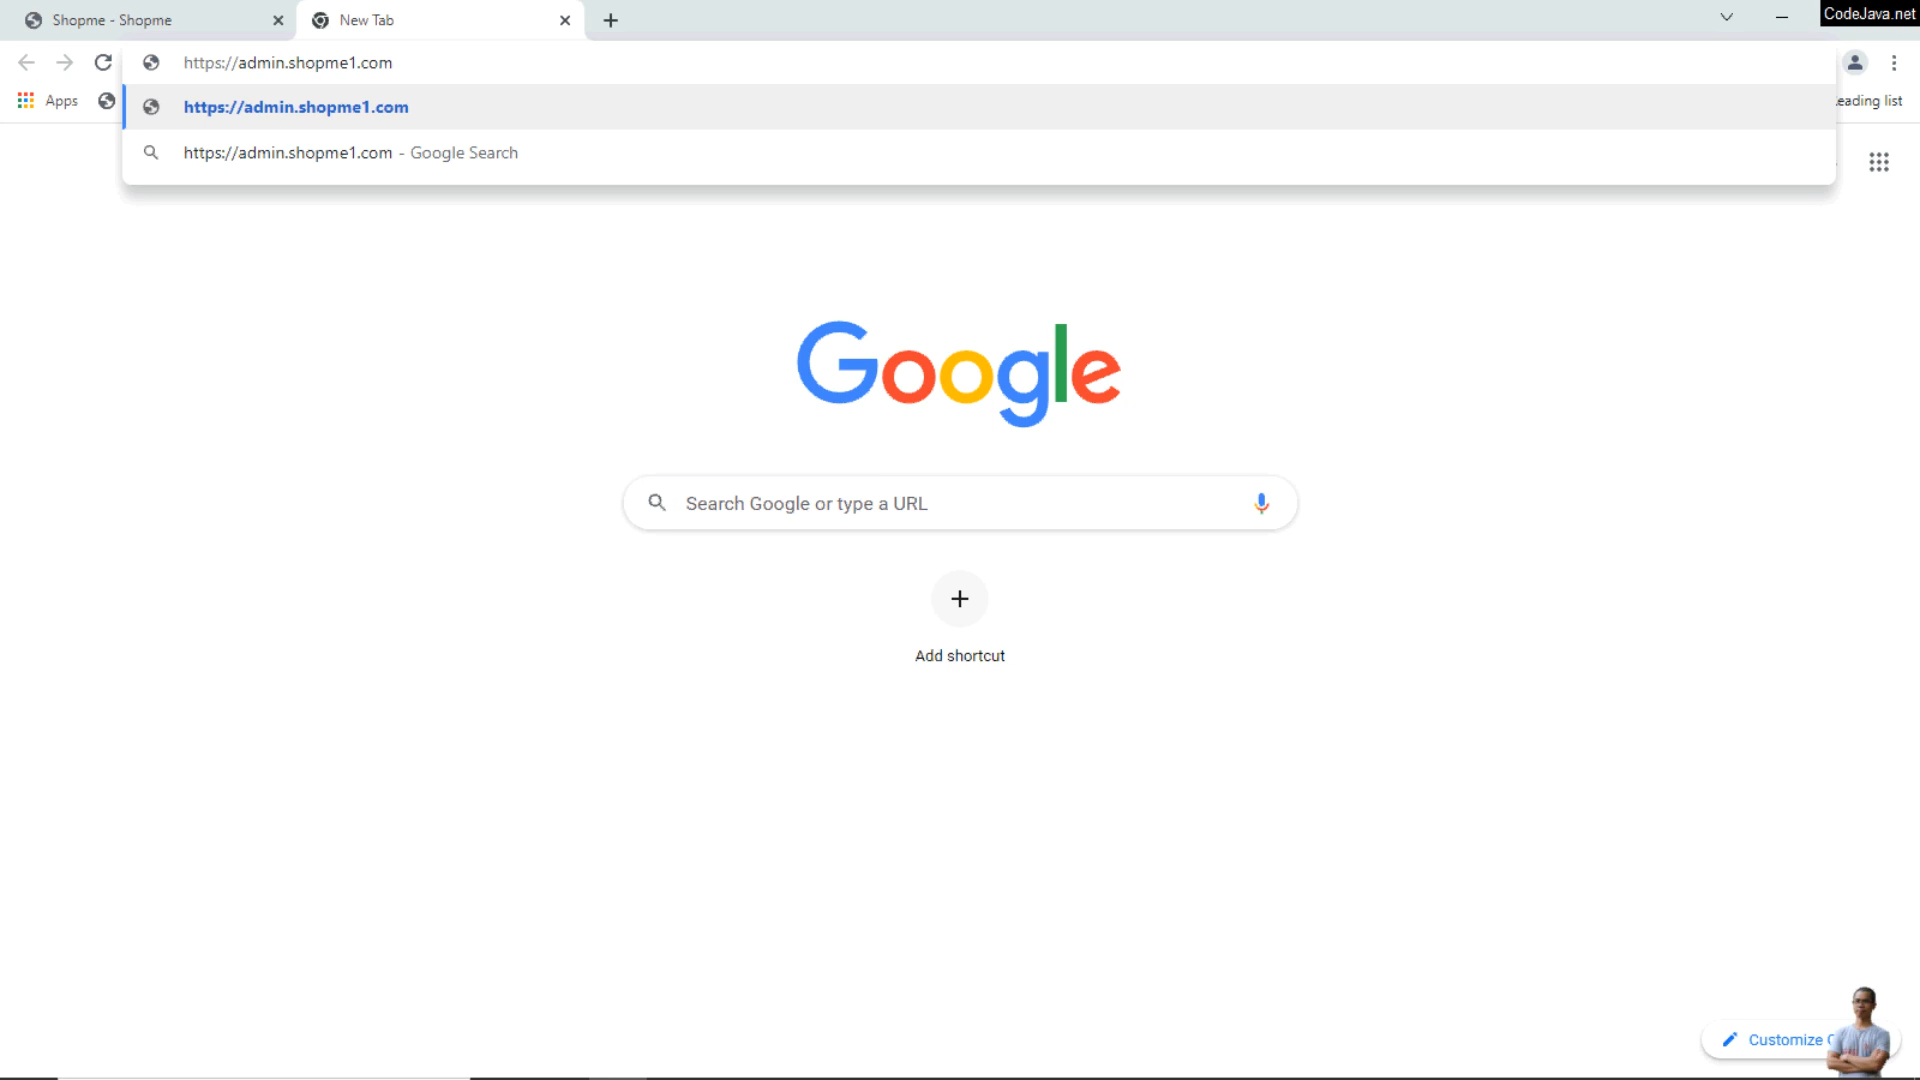 Shopme - Shopme
New Tab
CodeJava.net
https://admin.shopme1.com
Apps
https://admin.shopme1.com
eading list
https://admin.shopme1.com - Google Search
Google
Search Google or type a URL
Add shortcut
Customize